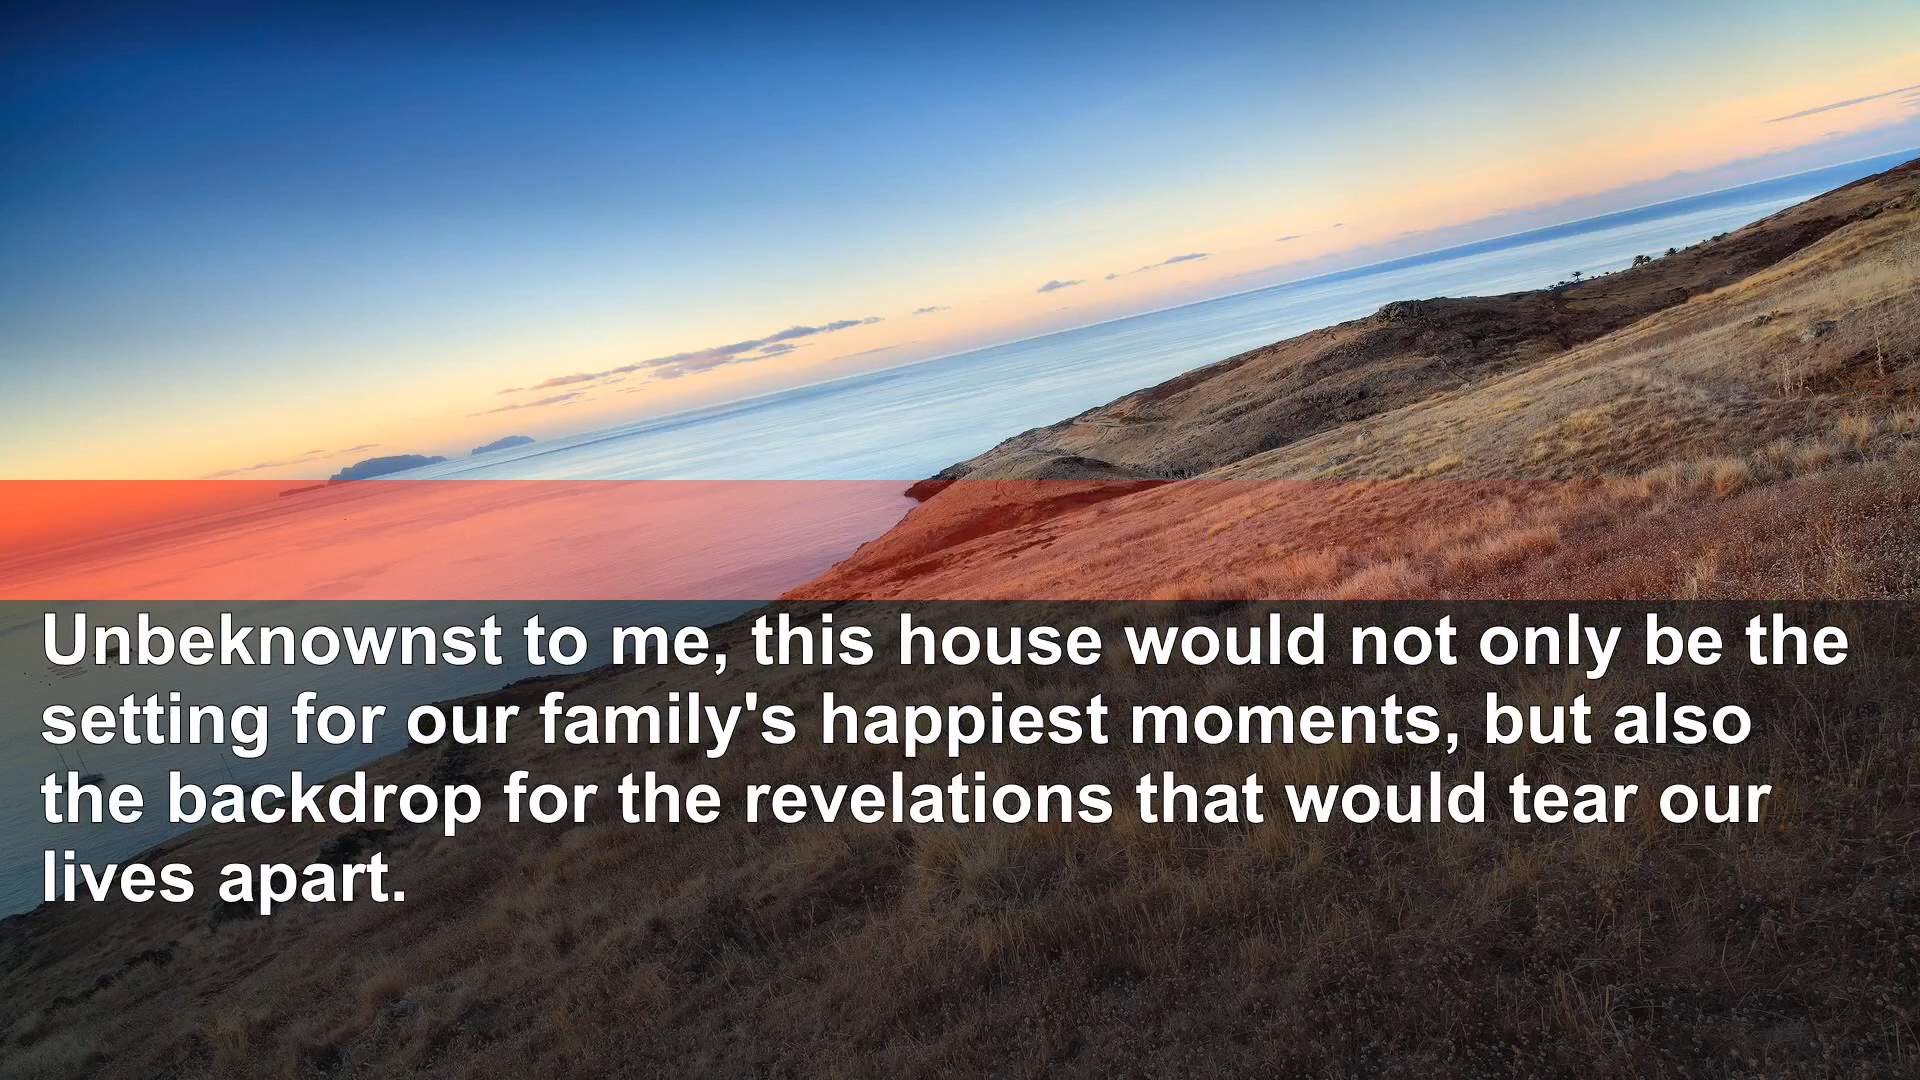 Unbeknownst to me, this house would not only be the
setting for our family's happiest moments, but also
the backdrop for the revelations that would tear our
lives apart.